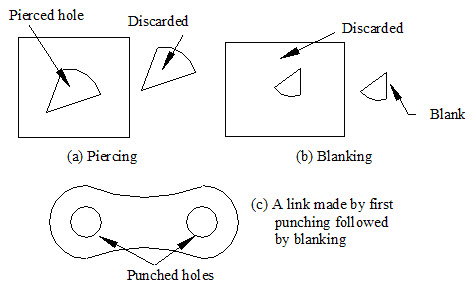 Pierced hole
Discarded
(a) Piercing
Discarded
Blank
(b) Blanking
(c) A link made by first
punching followed
by blanking
Punched holes